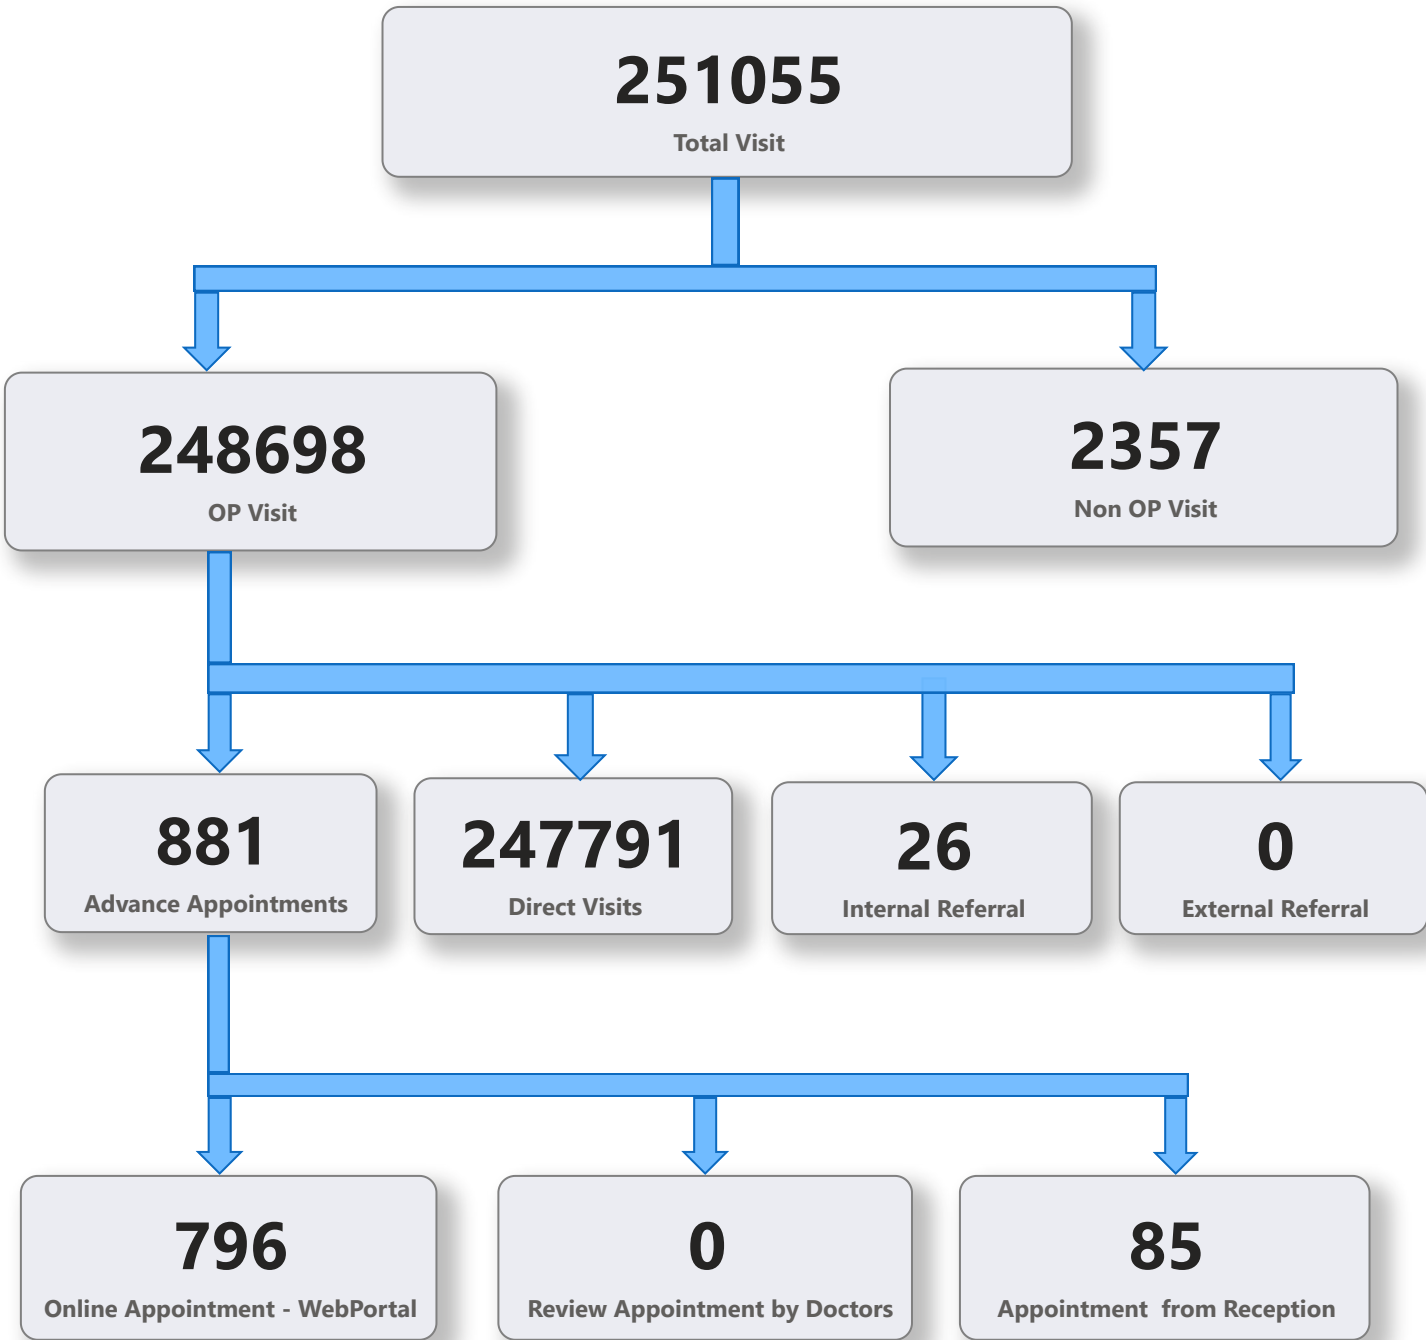 251055
Total Visit
248698
OP Visit
2357
Non OP Visit
881
Advance Appointments
247791
Direct Visits
26
Internal Referral
0
External Referral
796
Online Appointment - WebPortal
0
Review Appointment by Doctors
85
Appointment  from Reception